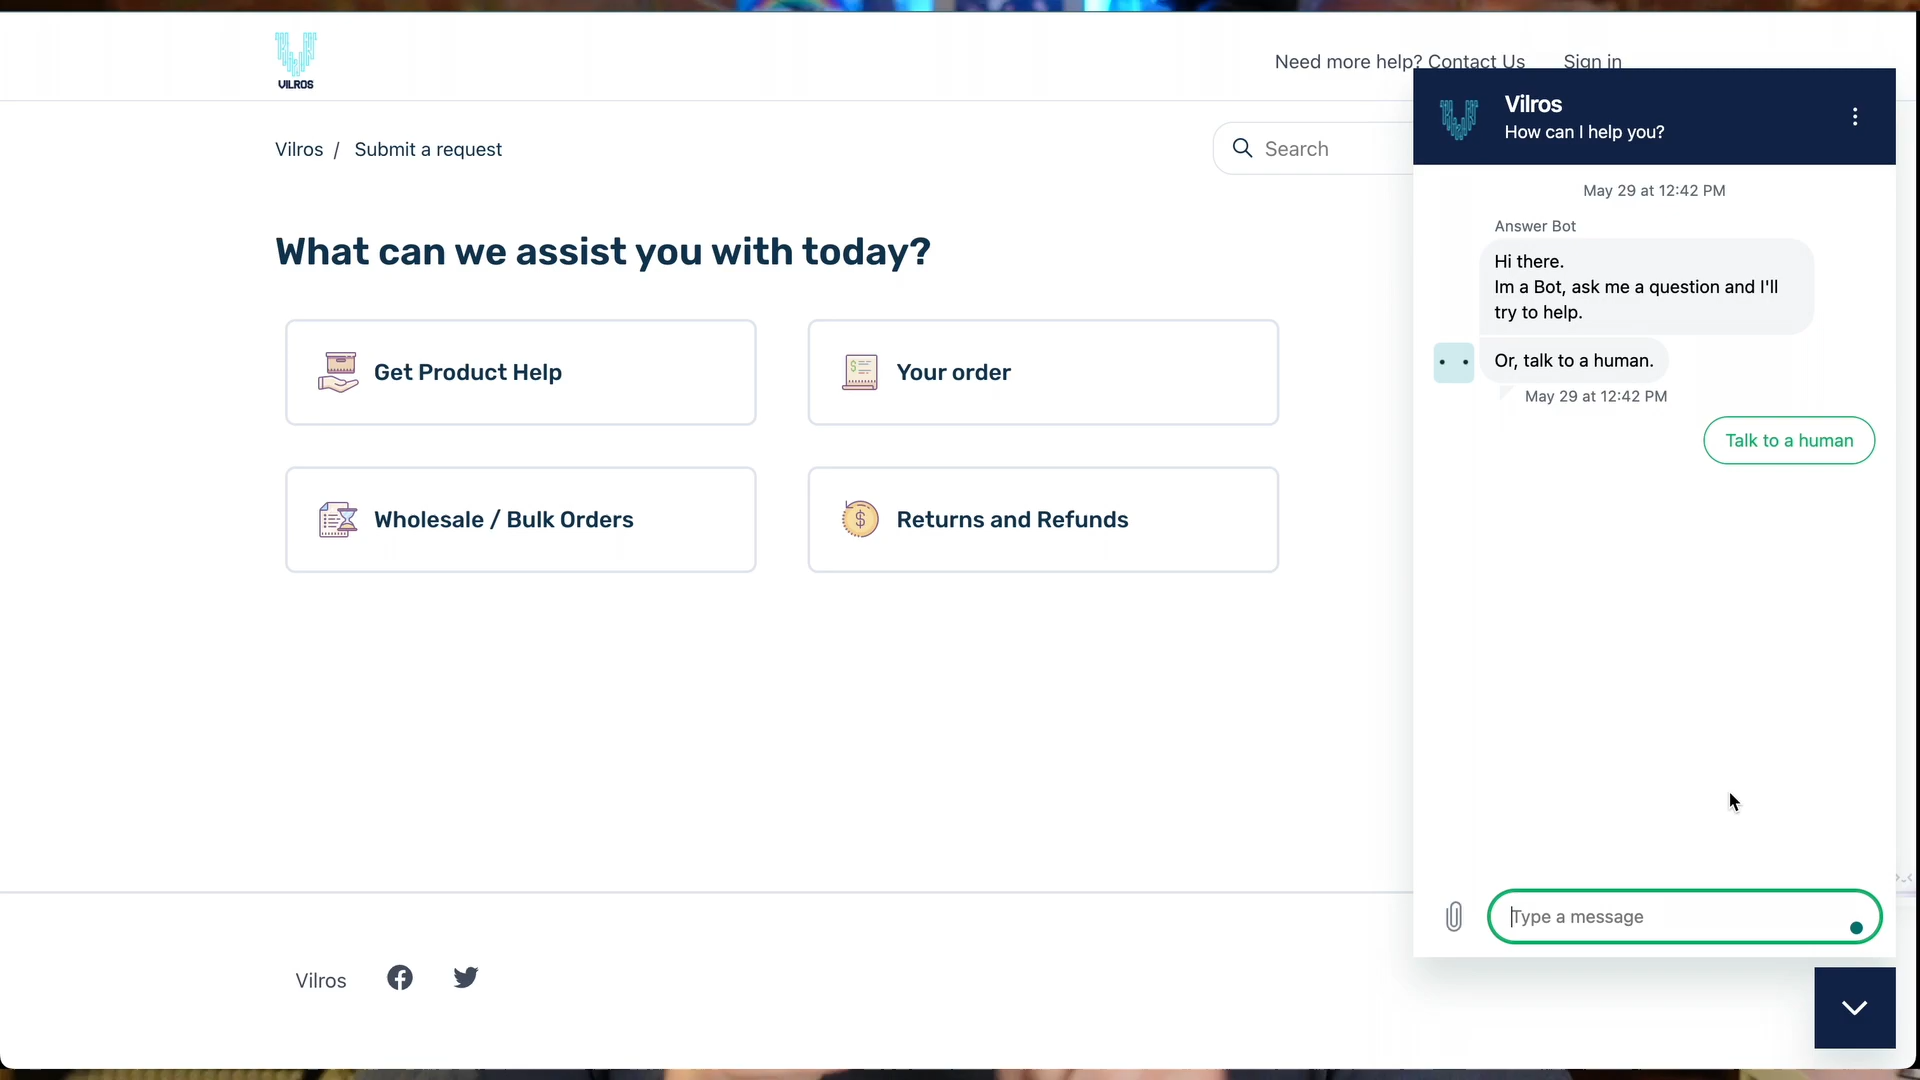 VILROS
Need more help? Contact Us
Sign in
Vilros / Submit a request
Search
What can we assist you with today?
Get Product Help
Your order
Wholesale / Bulk Orders
Returns and Refunds
Vilros
Vilros
How can I help you?
May 29 at 12:42 PM
Answer Bot
Hi there.
Im a Bot, ask me a question and I'll
try to help.
Or, talk to a human.
May 29 at 12:42 PM
Talk to a human
Type a message